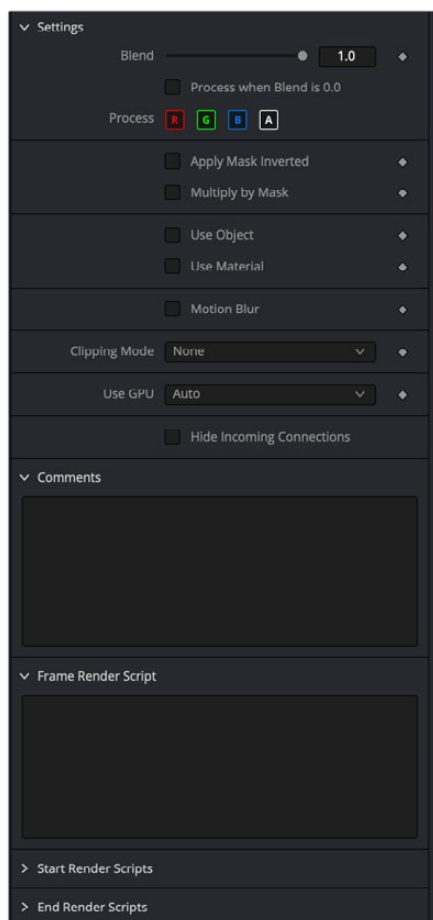 Settings
Blend 1.0
Process when Blend is 0.0
Process R G B A
Apply Mask Inverted
Multiply by Mask
Use Object
Use Material
Motion Blur
Clipping Mode None
Use GPU Auto
Hide Incoming Connections
Comments
Frame Render Script
Start Render Scripts
End Render Scripts